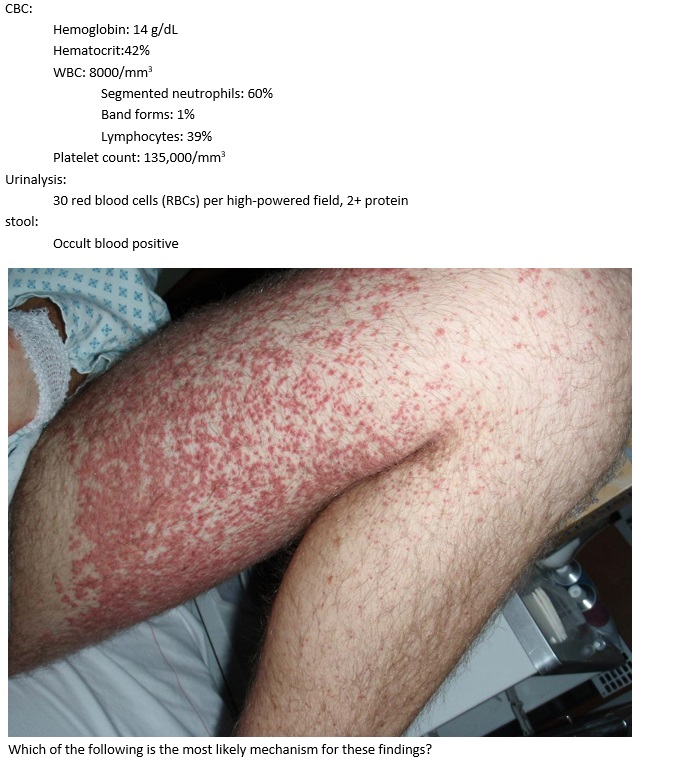 CBC:
Hemoglobin: 14 g/dL
Hematocrit:42%
WBC: 8000/mm³
Segmented neutrophils: 60%
Band forms: 1%
Lymphocytes: 39%
Platelet count: 135,000/mm³
Urinalysis:
30 red blood cells (RBCs) per high-powered field, 2+ protein
stool:
Occult blood positive
Which of the following is the most likely mechanism for these findings?